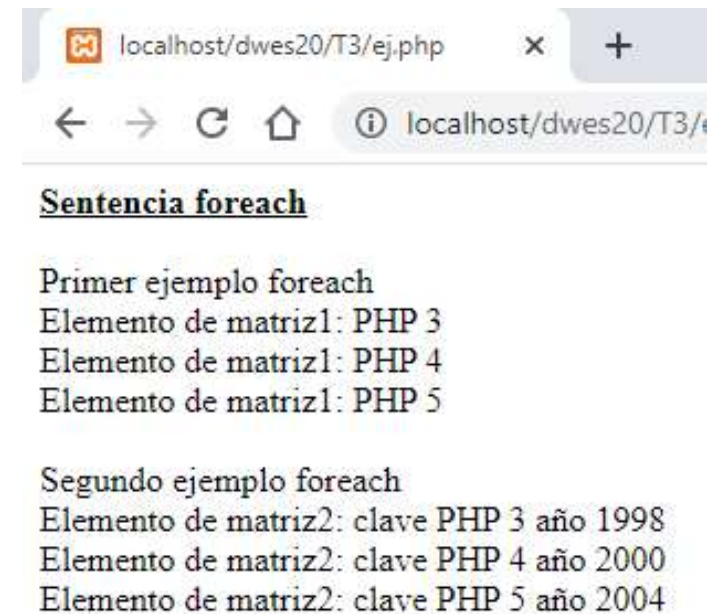 localhost/dwes20/T3/ej.php
localhost/dwes20/T3/
Sentencia foreach
Primer ejemplo foreach
Elemento de matriz1: PHP 3
Elemento de matriz1: PHP 4
Elemento de matriz1: PHP 5
Segundo ejemplo foreach
Elemento de matriz2: clave PHP 3 año 1998
Elemento de matriz2: clave PHP 4 año 2000
Elemento de matriz2: clave PHP 5 año 2004